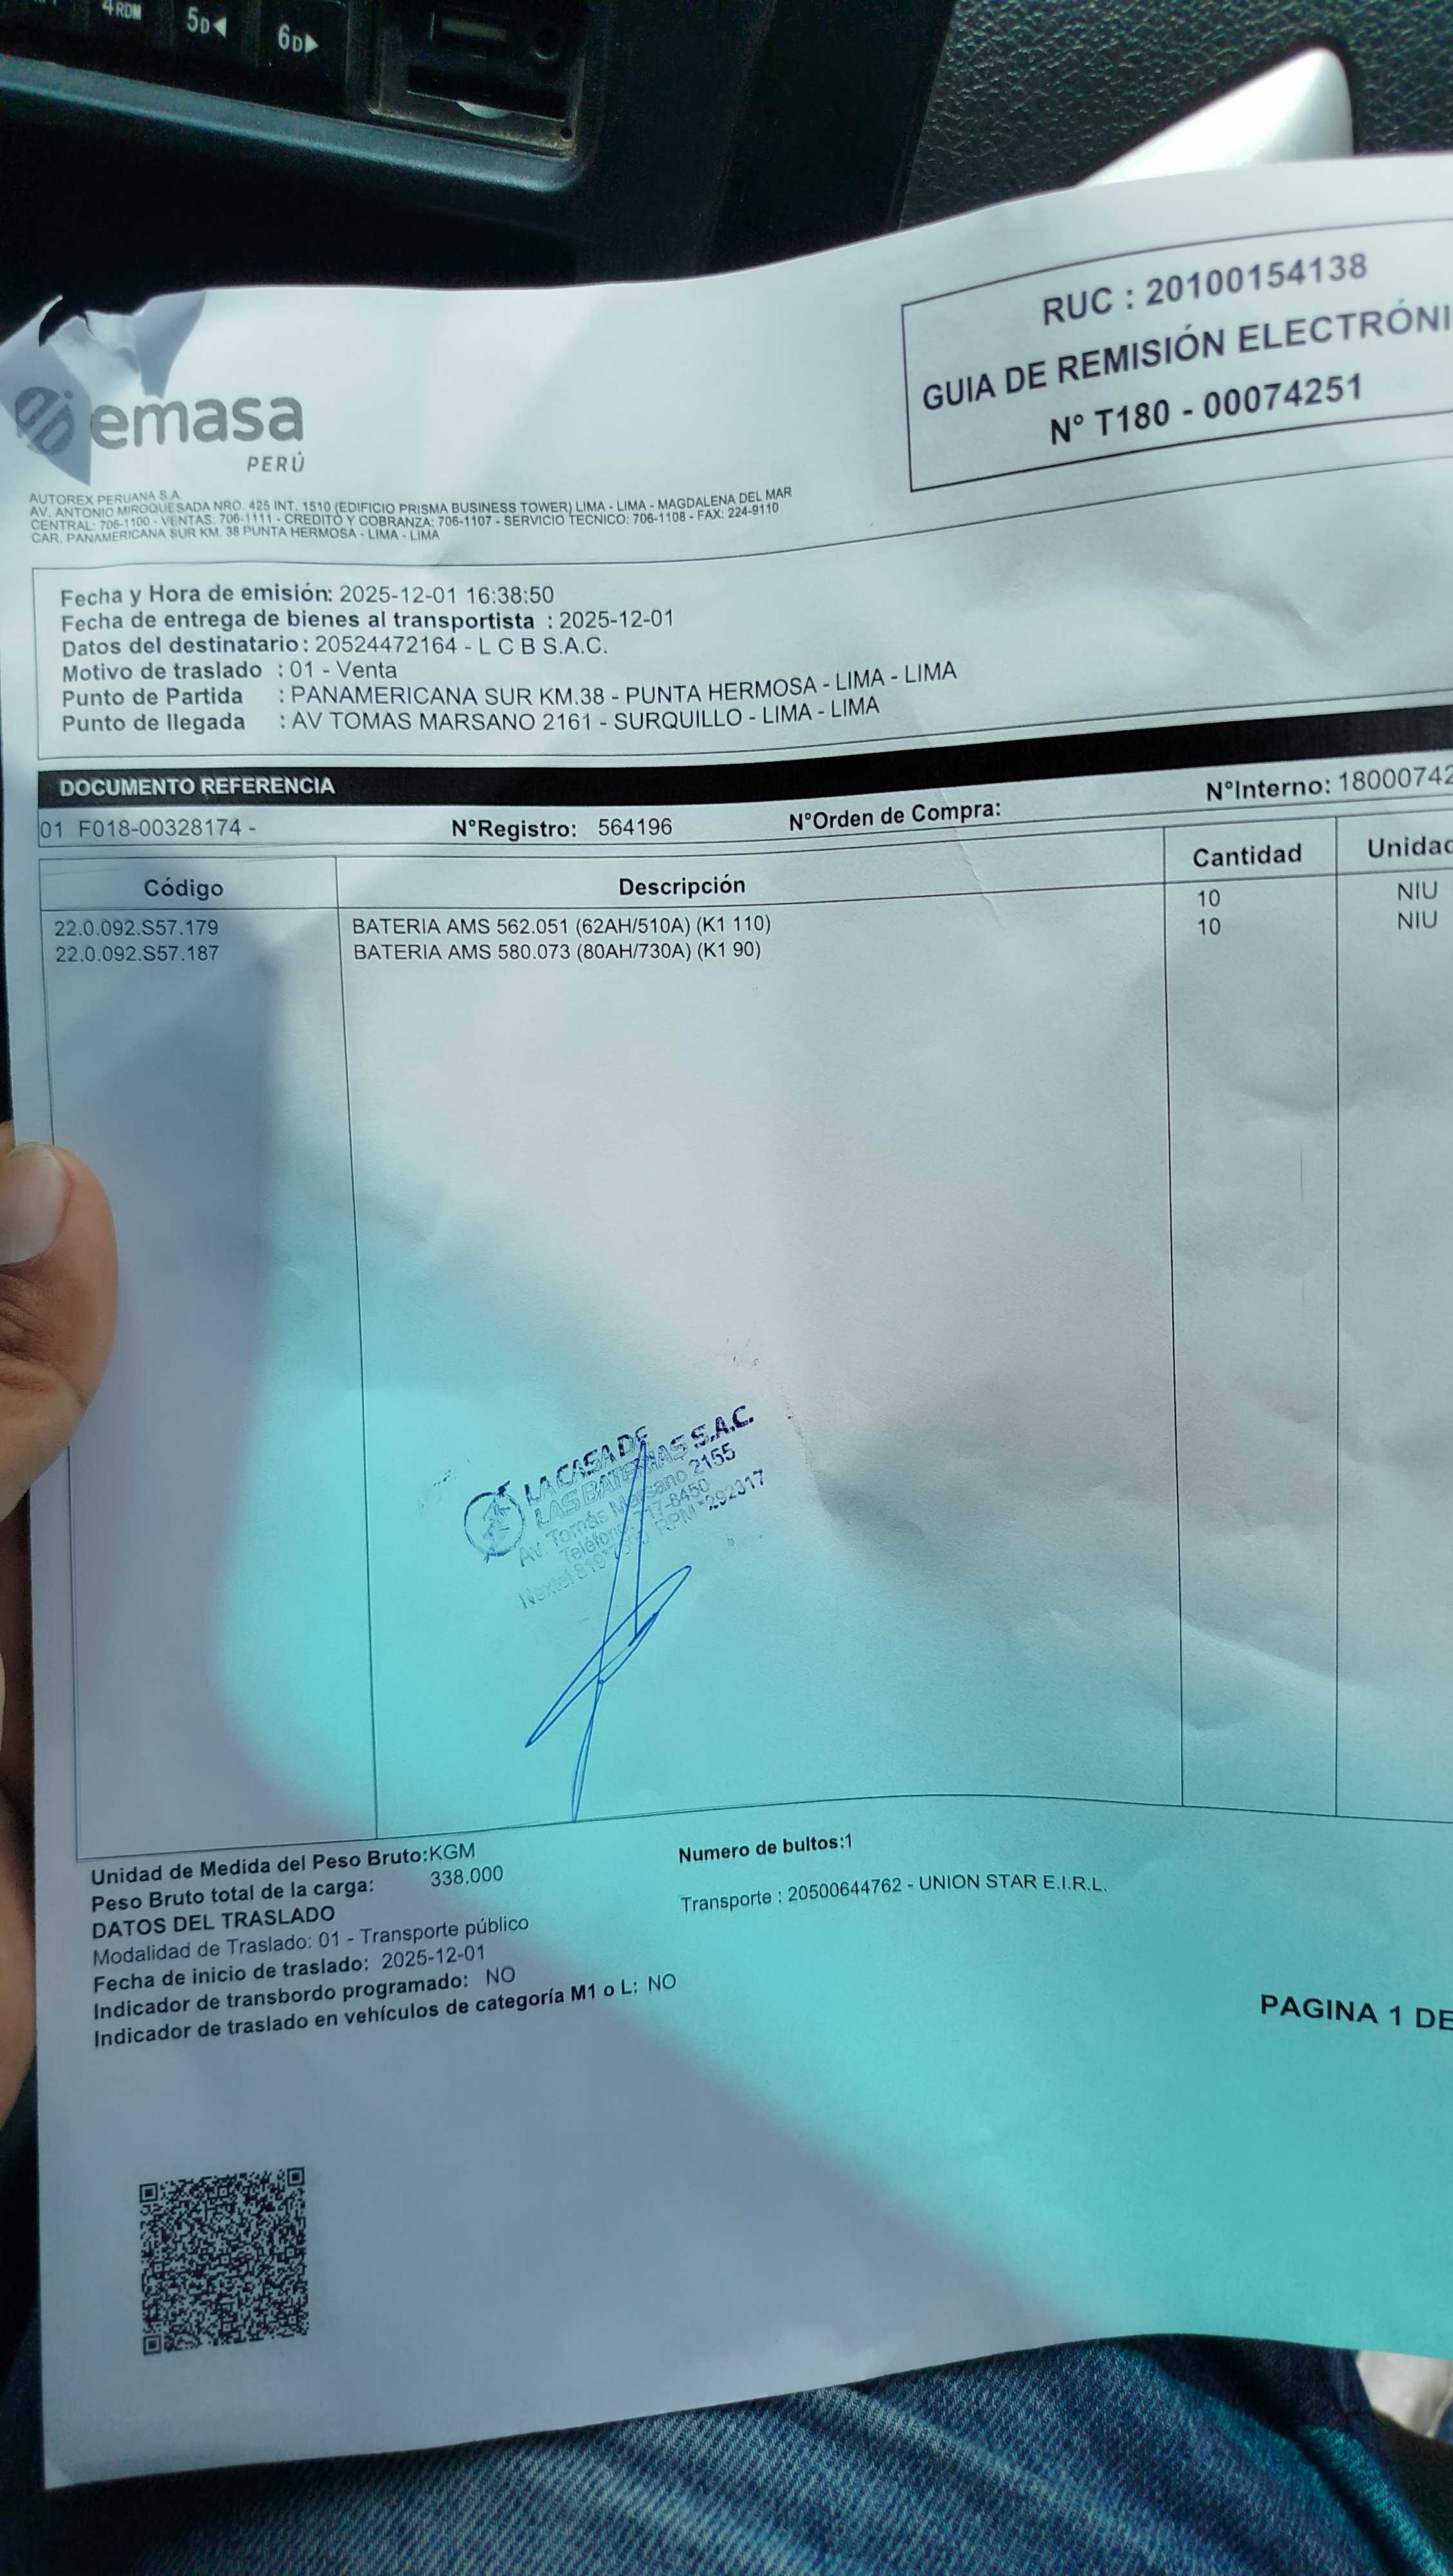 4RDM
5D
6D
RUC : 20100154138
GUIA DE REMISIÓN ELECTRÓNI
N° T180 - 00074251
emasa
PERÚ
AUTOREX PERUANA S.A.
AV. ANTONIO MIROQUESADA NRO. 425 INT. 1510 (EDIFICIO PRISMA BUSINESS TOWER) LIMA - LIMA - MAGDALENA DEL MAR
CENTRAL: 706-1100 - VENTAS: 706-1111 - CREDITO Y COBRANZA: 706-1107 - SERVICIO TECNICO: 706-1108 - FAX: 224-9110
CAR. PANAMERICANA SUR KM. 38 PUNTA HERMOSA - LIMA - LIMA
Fecha y Hora de emisión: 2025-12-01 16:38:50
Fecha de entrega de bienes al transportista : 2025-12-01
Datos del destinatario : 20524472164 - L C B S.A.C.
Motivo de traslado : 01 - Venta
Punto de Partida : PANAMERICANA SUR KM.38 - PUNTA HERMOSA - LIMA - LIMA
Punto de llegada : AV TOMAS MARSANO 2161 - SURQUILLO - LIMA - LIMA
DOCUMENTO REFERENCIA
01 F018-00328174 - N°Registro: 564196 N°Orden de Compra: N°Interno: 18000742
Código Descripción Cantidad Unidad
22.0.092.S57.179 BATERIA AMS 562.051 (62AH/510A) (K1 110) 10 NIU
22.0.092.S57.187 BATERIA AMS 580.073 (80AH/730A) (K1 90) 10 NIU
LA CASA DE
LAS BATERIAS S.A.C.
Av. Tomás Marsano 2155
Teléfono: 17-8450
Nextel RPM *292317
Unidad de Medida del Peso Bruto:KGM
Peso Bruto total de la carga: 338.000
Numero de bultos:1
DATOS DEL TRASLADO
Transporte : 20500644762 - UNION STAR E.I.R.L.
Modalidad de Traslado: 01 - Transporte público
Fecha de inicio de traslado: 2025-12-01
Indicador de transbordo programado: NO
Indicador de traslado en vehículos de categoría M1 o L: NO
PAGINA 1 DE